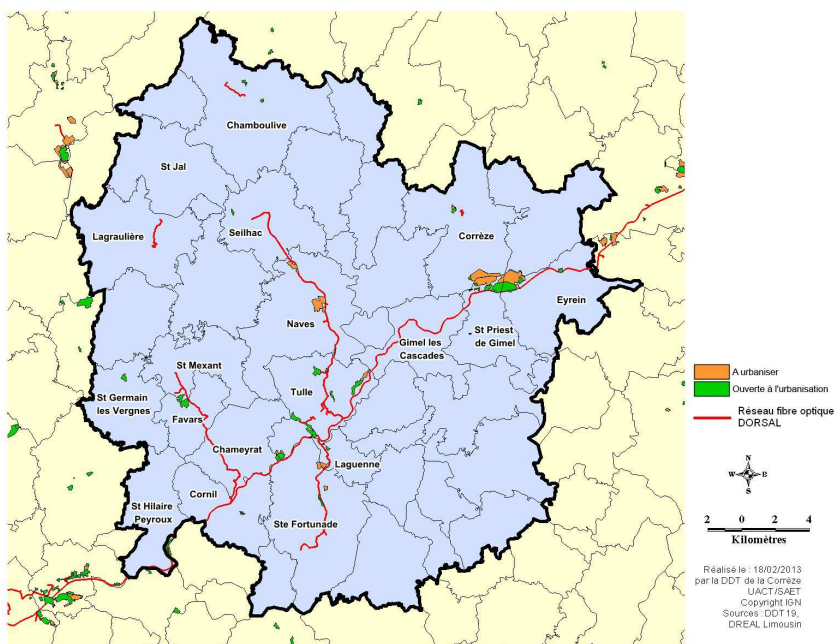 Chamboulive
St Jal
Lagraulière
Seilhac
Corrèze
Eyrein
Naves
St Priest
de Gimel
Gimel les
Cascades
St Mexant
Tulle
St Germain
les Vergnes
Favars
Chameyrat
Laguenne
Cornil
St Hilaire
Peyroux
Ste Fortunade
A urbaniser
Ouverte à l'urbanisation
Réseau fibre optique
DORSAL
N
W E
S
2 0 2 4
Kilomètres
Réalisé le : 18/02/2013
par la DDT de la Corrèze
UACT/SAET
Copyright IGN
Sources : DDT19,
DREAL Limousin